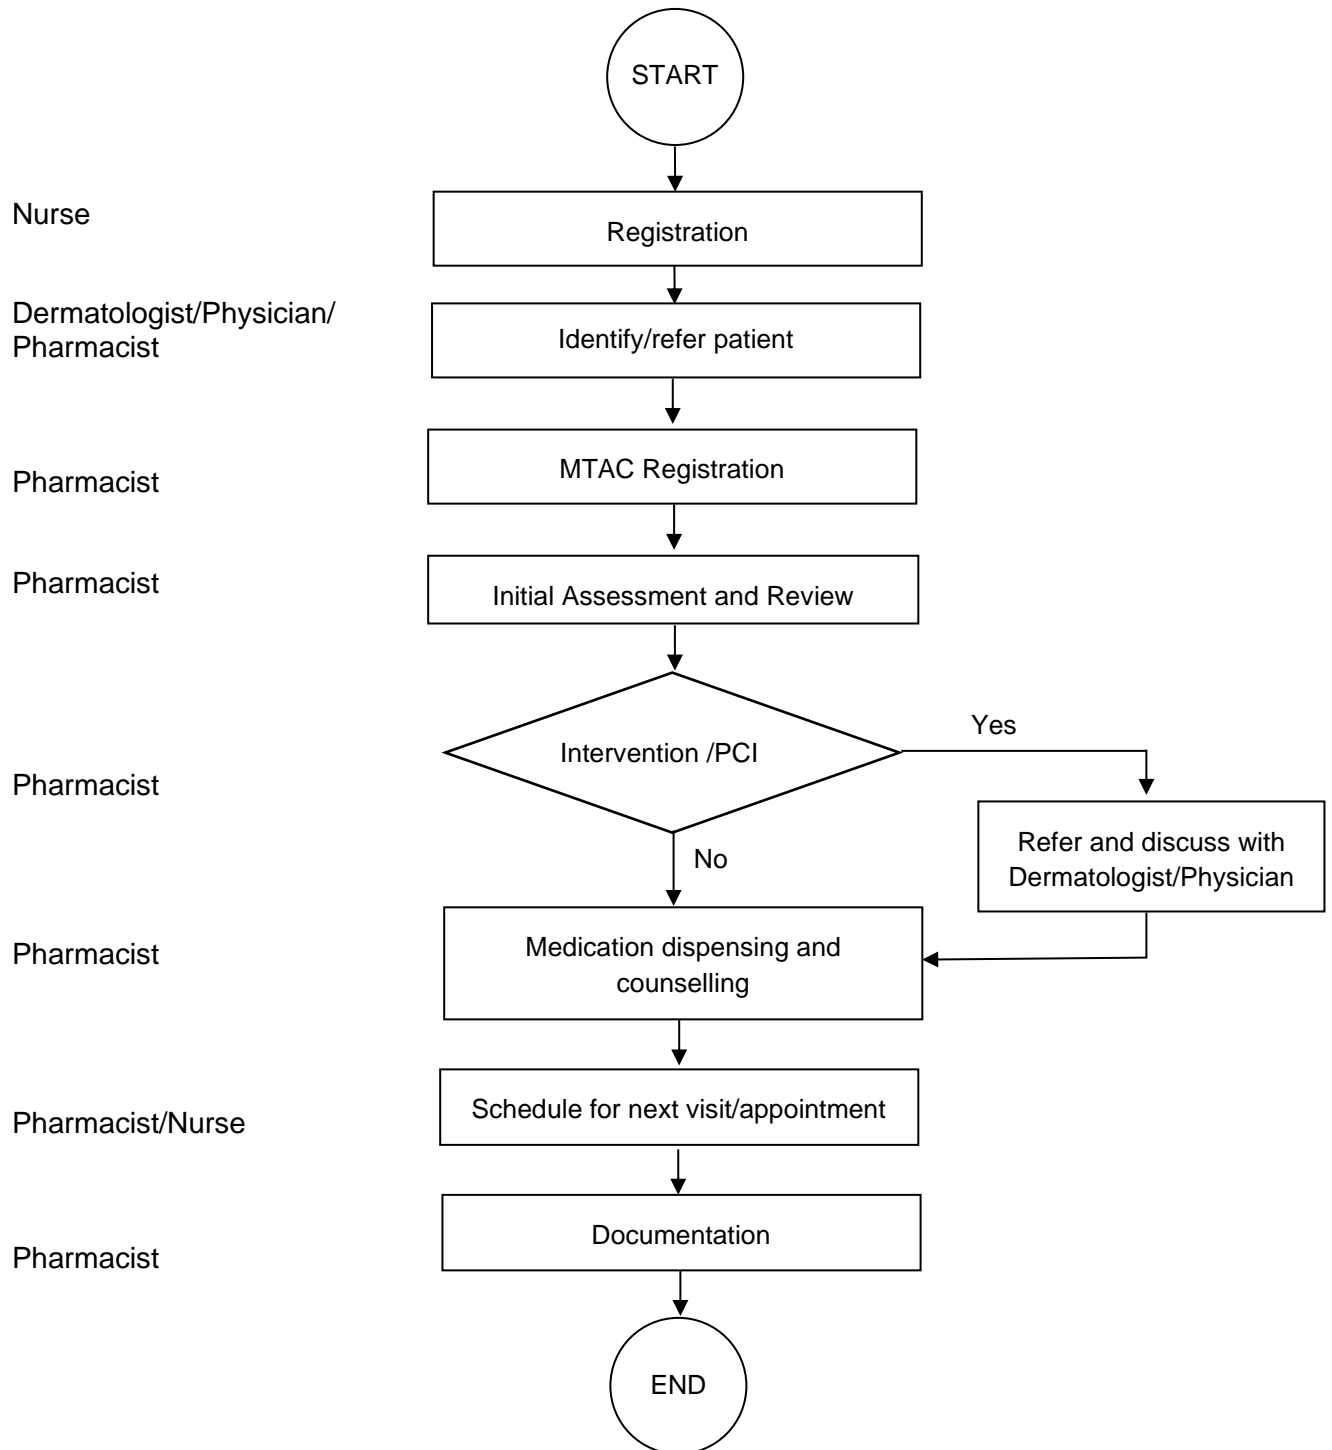 START
Nurse
Registration
Dermatologist/Physician/
Pharmacist
Identify/refer patient
Pharmacist
MTAC Registration
Pharmacist
Initial Assessment and Review
Pharmacist
Intervention /PCI
Yes
No
Refer and discuss with
Dermatologist/Physician
Pharmacist
Medication dispensing and
counselling
Pharmacist/Nurse
Schedule for next visit/appointment
Pharmacist
Documentation
END